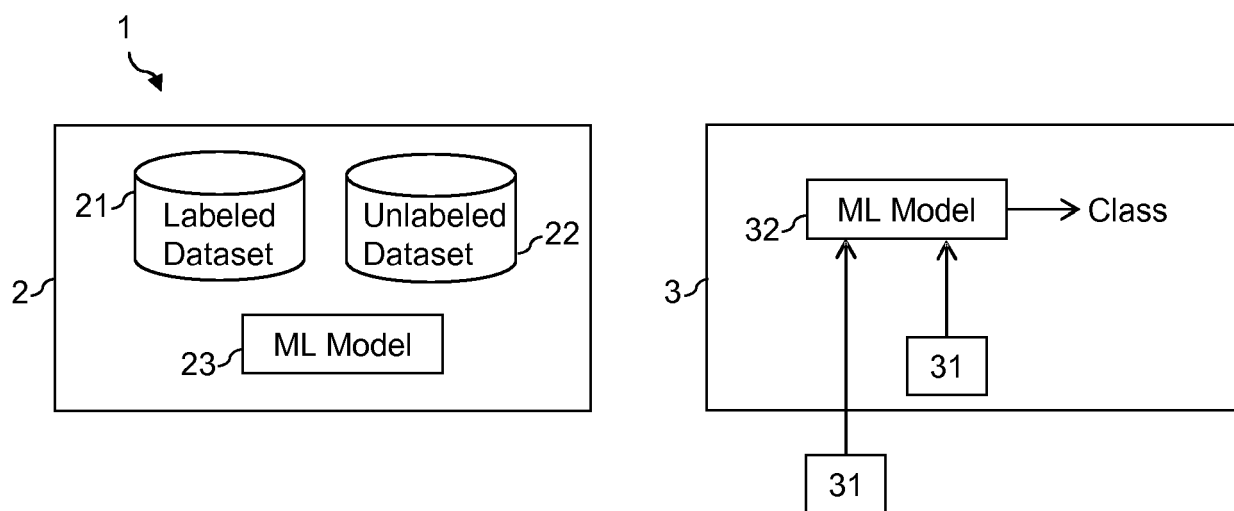 1
21
Labeled
Dataset
Unlabeled
Dataset
22
2
23
ML Model
32
ML Model
Class
3
31
31